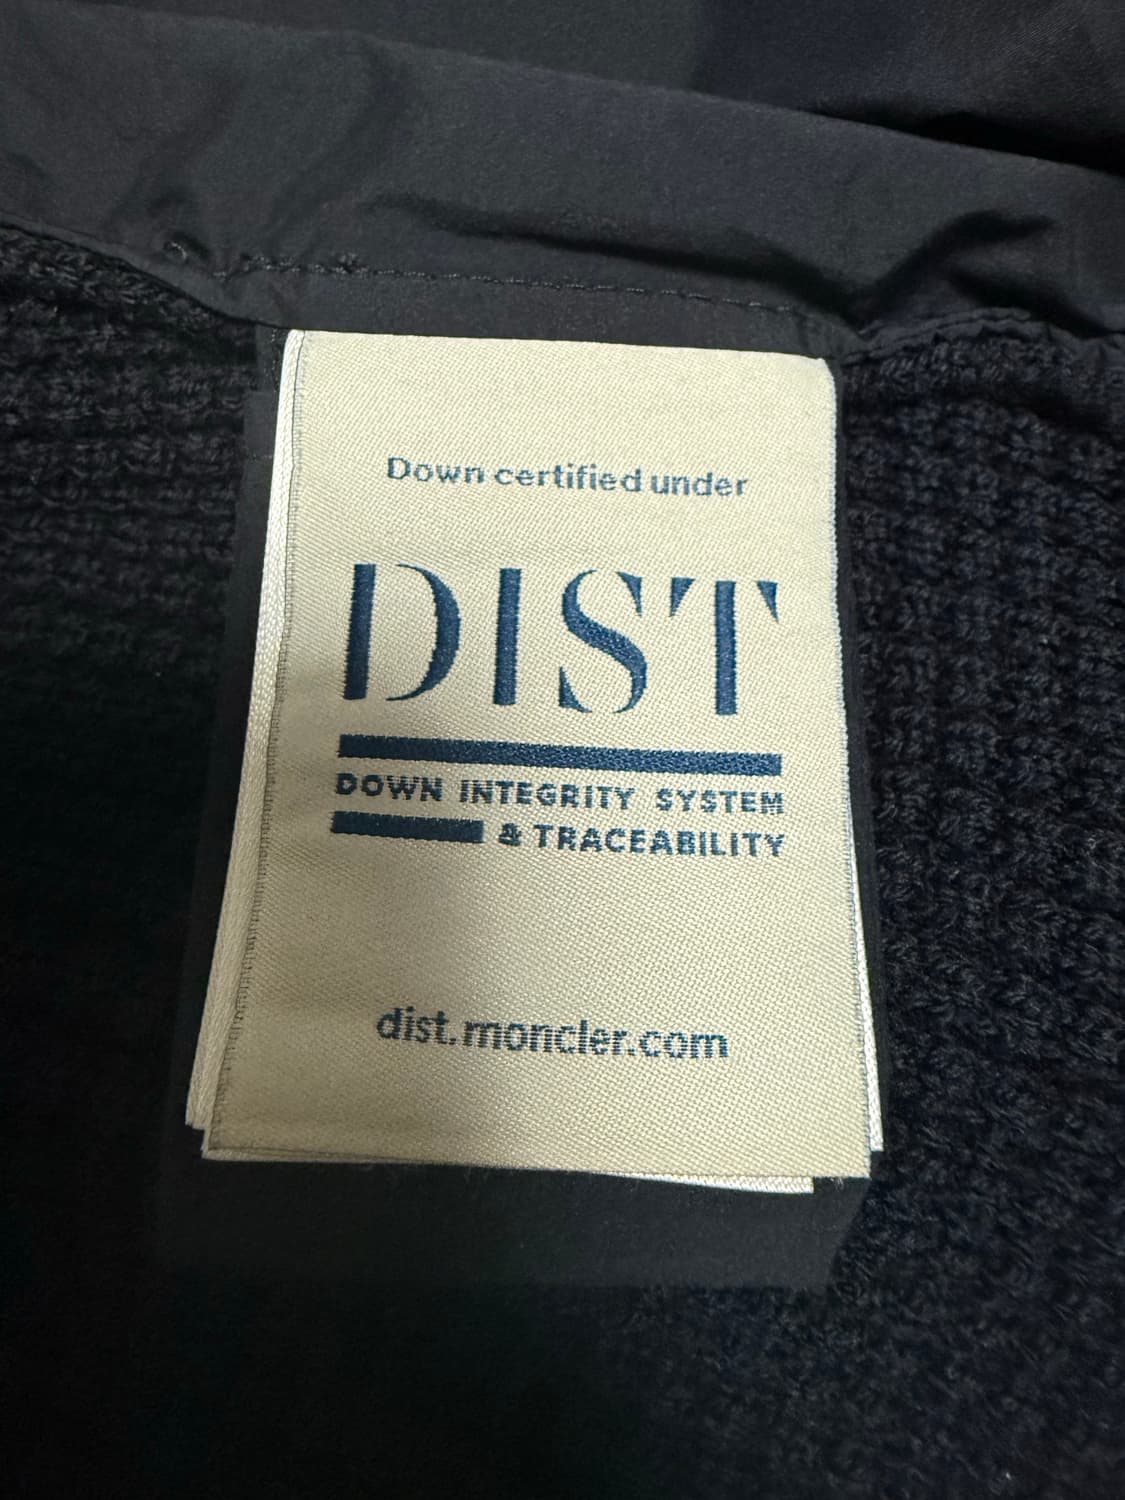 Down certified under
DIST
DOWN INTEGRITY SYSTEM
& TRACEABILITY
dist.moncler.com